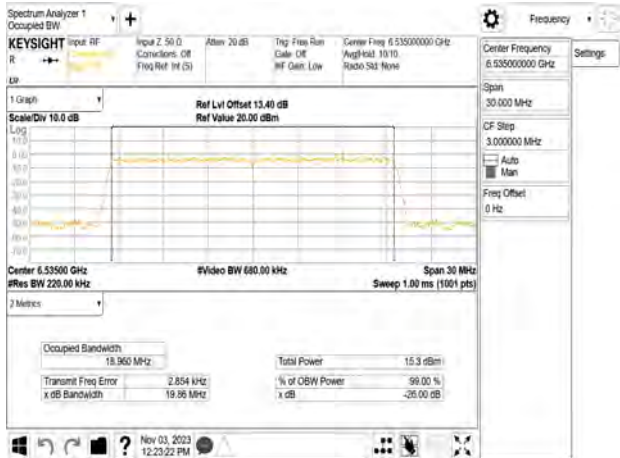 Spectrum Analyzer 1
Occupied BW
Frequency
KEYSIGHT
R
Input: RF
Input Z: 50 Ω
Corrections: Off
Freq Ref: Int (S)
Atten: 20 dB
Trig: Free Run
Gate: Off
#IF Gain: Low
Center Freq: 6.535000000 GHz
Avg|Hold: 10/10
Radio Std: None
Center Frequency
6.535000000 GHz
Settings
Span
30.000 MHz
CF Step
3.000000 MHz
Auto
Man
Freq Offset
0 Hz
1 Graph
Scale/Div 10.0 dB
Ref Lvl Offset 13.40 dB
Ref Value 20.00 dBm
Log
10.0
0.00
Center 6.53500 GHz
#Res BW 220.00 kHz
#Video BW 680.00 kHz
Span 30 MHz
Sweep 1.00 ms (1001 pts)
2 Metrics
Occupied Bandwidth
18.960 MHz
Total Power 15.3 dBm
Transmit Freq Error 2.854 kHz
% of OBW Power 99.00 %
x dB Bandwidth 19.86 MHz
x dB -26.00 dB
Nov 03, 2023
12:23:22 PM